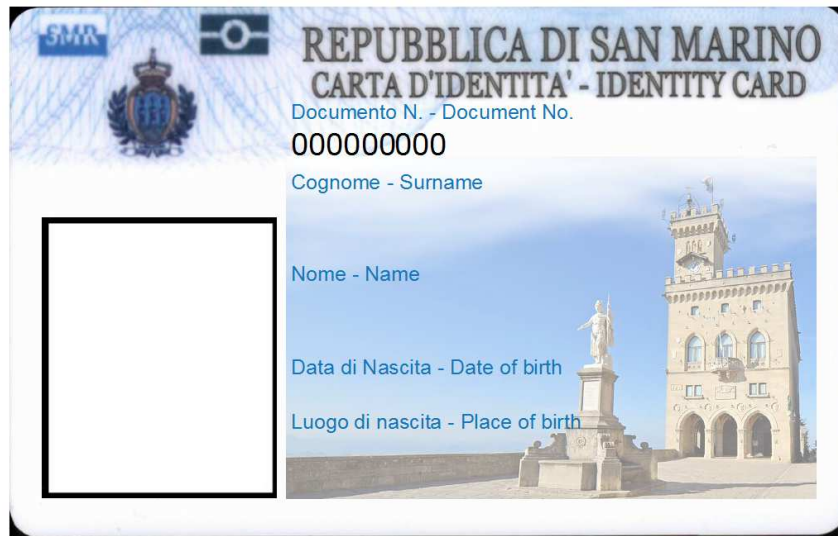 SMR
REPUBBLICA DI SAN MARINO
CARTA D'IDENTITA' - IDENTITY CARD
Documento N. - Document No.
000000000
Cognome - Surname
Nome - Name
Data di Nascita - Date of birth
Luogo di nascita - Place of birth